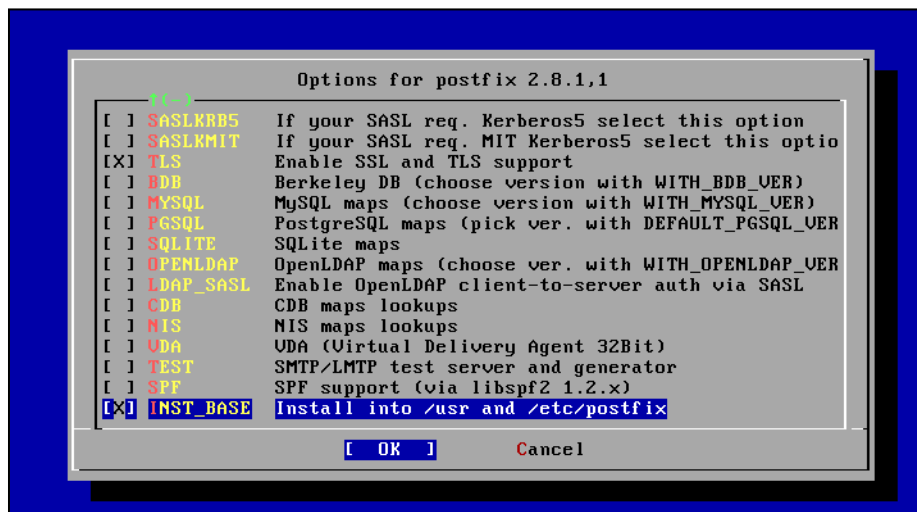 Options for postfix 2.8.1,1
↑(-)
[ ] SASLKRB5 If your SASL req. Kerberos5 select this option
[ ] SASLKMIT If your SASL req. MIT Kerberos5 select this optio
[X] TLS Enable SSL and TLS support
[ ] BDB Berkeley DB (choose version with WITH_BDB_VER)
[ ] MYSQL MySQL maps (choose version with WITH_MYSQL_VER)
[ ] PGSQL PostgreSQL maps (pick ver. with DEFAULT_PGSQL_VER
[ ] SQLITE SQLite maps
[ ] OPENLDAP OpenLDAP maps (choose ver. with WITH_OPENLDAP_VER
[ ] LDAP_SASL Enable OpenLDAP client-to-server auth via SASL
[ ] CDB CDB maps lookups
[ ] NIS NIS maps lookups
[ ] VDA VDA (Virtual Delivery Agent 32Bit)
[ ] TEST SMTP/LMTP test server and generator
[ ] SPF SPF support (via libspf2 1.2.x)
[X] INST_BASE Install into /usr and /etc/postfix
[ OK ] Cancel